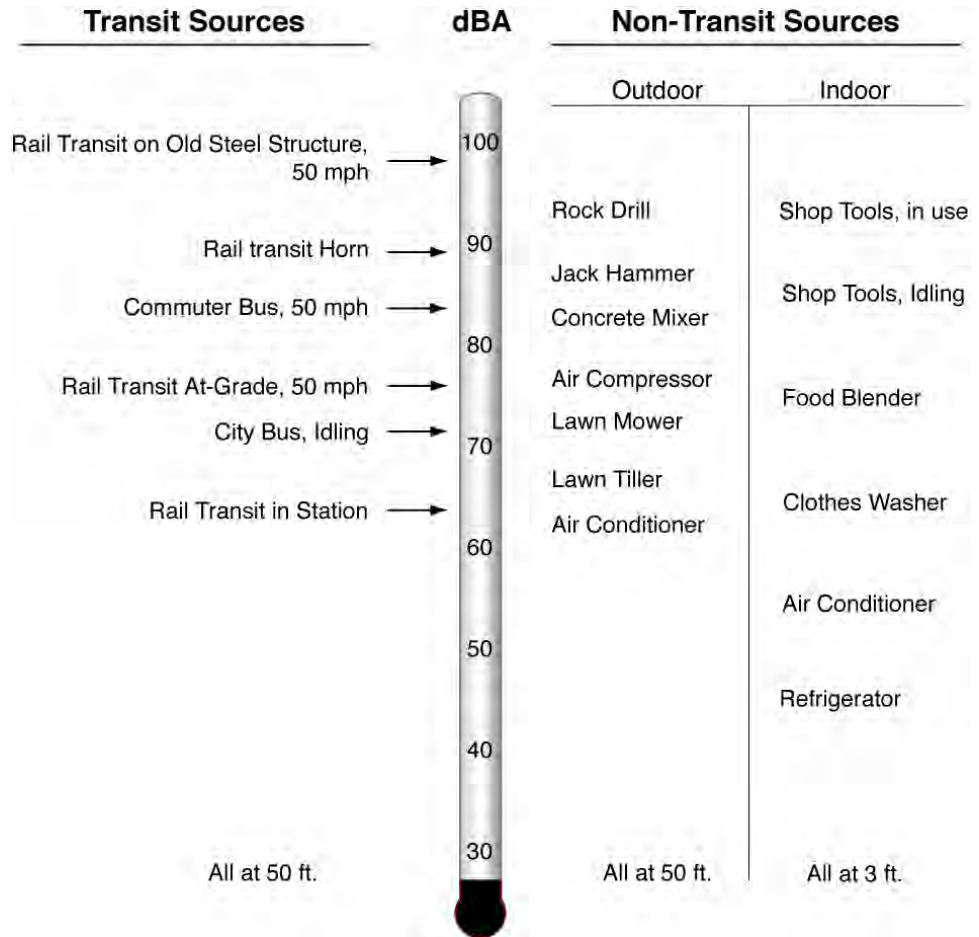 Transit Sources
dBA
Non-Transit Sources
Outdoor
Indoor
Rail Transit on Old Steel Structure,
50 mph
Rail transit Horn
Commuter Bus, 50 mph
Rail Transit At-Grade, 50 mph
City Bus, Idling
Rail Transit in Station
All at 50 ft.
100
90
80
70
60
50
40
30
Rock Drill
Jack Hammer
Concrete Mixer
Air Compressor
Lawn Mower
Lawn Tiller
Air Conditioner
All at 50 ft.
Shop Tools, in use
Shop Tools, Idling
Food Blender
Clothes Washer
Air Conditioner
Refrigerator
All at 3 ft.